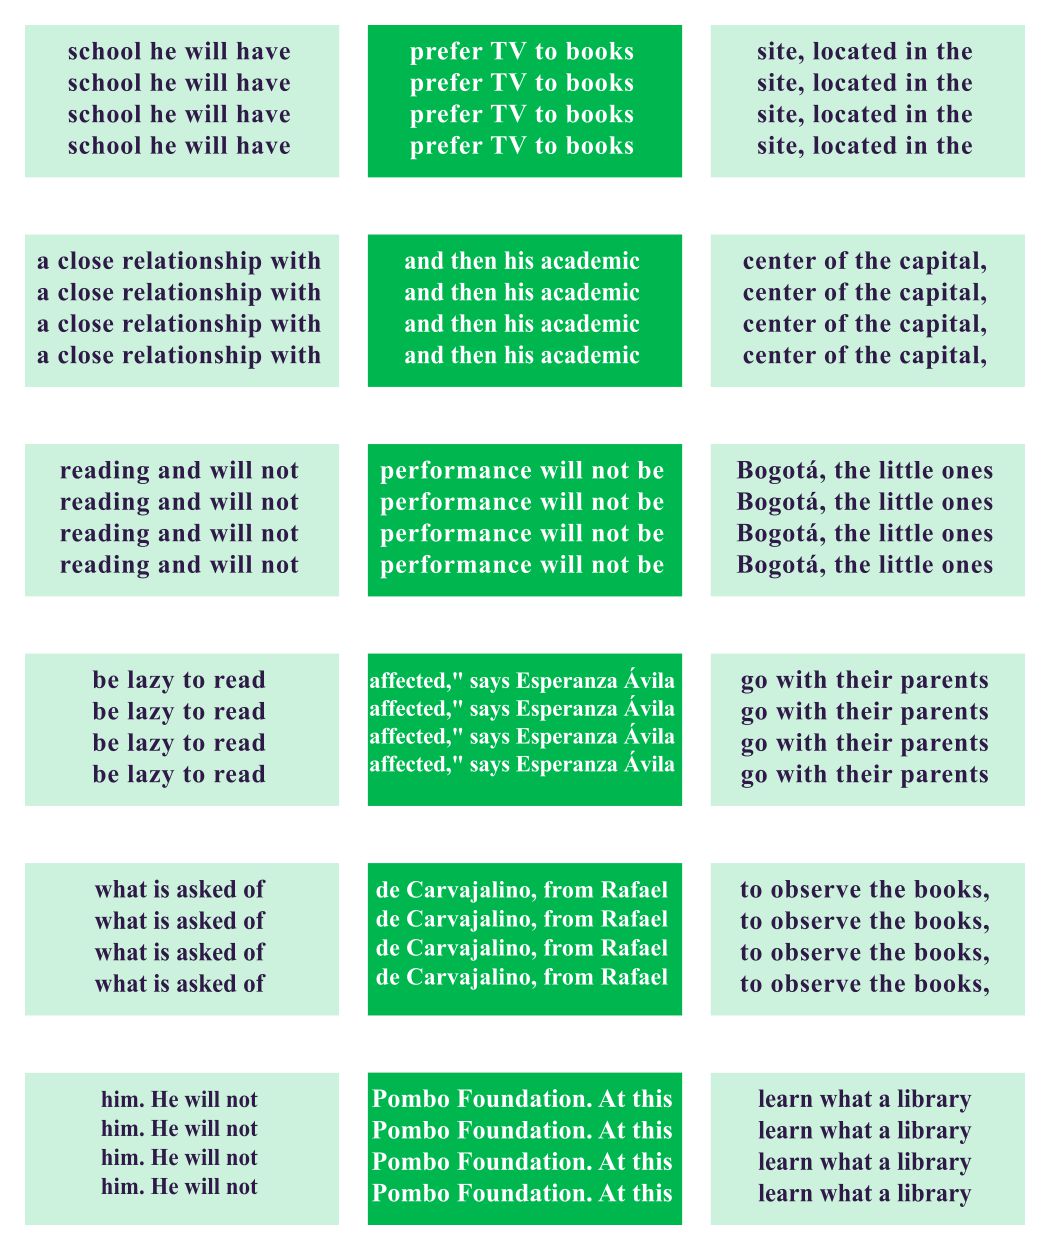 school he will have
school he will have
school he will have
school he will have
a close relationship with
a close relationship with
a close relationship with
a close relationship with
reading and will not
reading and will not
reading and will not
reading and will not
be lazy to read
be lazy to read
be lazy to read
be lazy to read
what is asked of
what is asked of
what is asked of
what is asked of
him. He will not
him. He will not
him. He will not
him. He will not
prefer TV to books
prefer TV to books
prefer TV to books
prefer TV to books
and then his academic
and then his academic
and then his academic
and then his academic
performance will not be
performance will not be
performance will not be
performance will not be
affected," says Esperanza Ávila
affected," says Esperanza Ávila
affected," says Esperanza Ávila
affected," says Esperanza Ávila
de Carvajalino, from Rafael
de Carvajalino, from Rafael
de Carvajalino, from Rafael
de Carvajalino, from Rafael
Pombo Foundation. At this
Pombo Foundation. At this
Pombo Foundation. At this
Pombo Foundation. At this
site, located in the
site, located in the
site, located in the
site, located in the
center of the capital,
center of the capital,
center of the capital,
center of the capital,
Bogotá, the little ones
Bogotá, the little ones
Bogotá, the little ones
Bogotá, the little ones
go with their parents
go with their parents
go with their parents
go with their parents
to observe the books,
to observe the books,
to observe the books,
to observe the books,
learn what a library
learn what a library
learn what a library
learn what a library